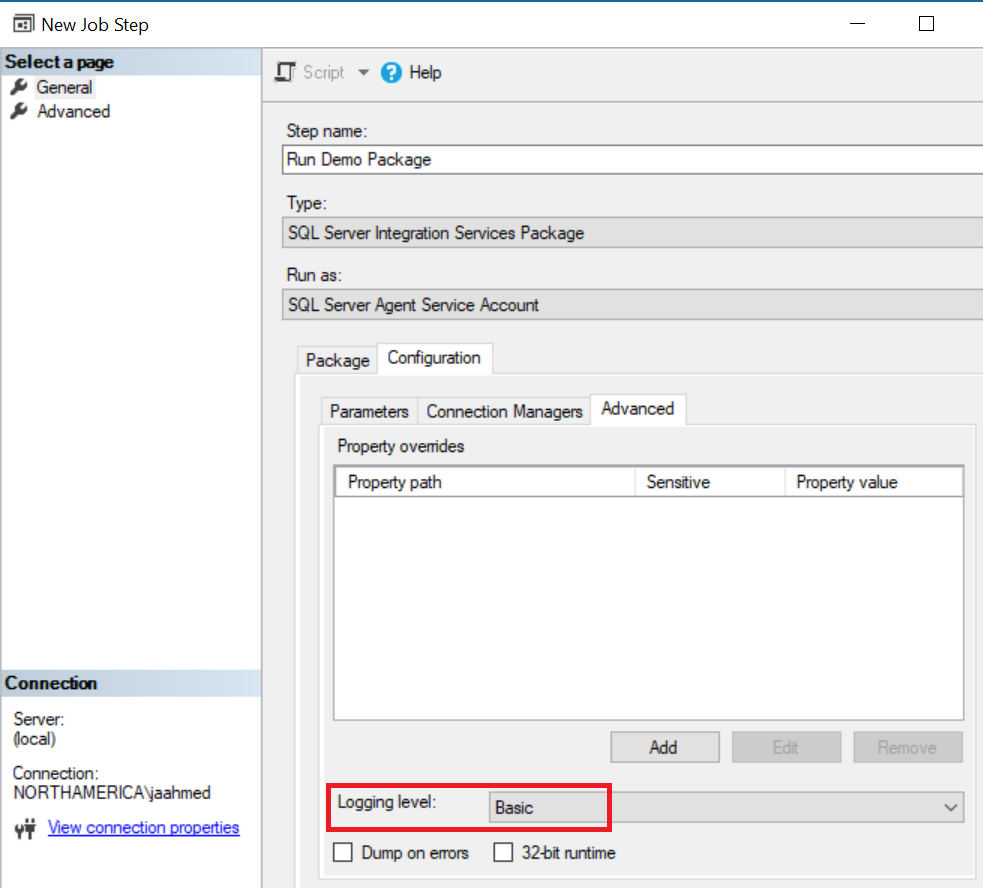 New Job Step
Select a page
General
Advanced
Script
Help
Step name:
Run Demo Package
Type:
SQL Server Integration Services Package
Run as:
SQL Server Agent Service Account
Package
Configuration
Parameters
Connection Managers
Advanced
Property overrides
Property path
Sensitive
Property value
Add
Edit
Remove
Logging level:
Basic
Dump on errors
32-bit runtime
Connection
Server:
(local)
Connection:
NORTHAMERICA\jaahmed
View connection properties